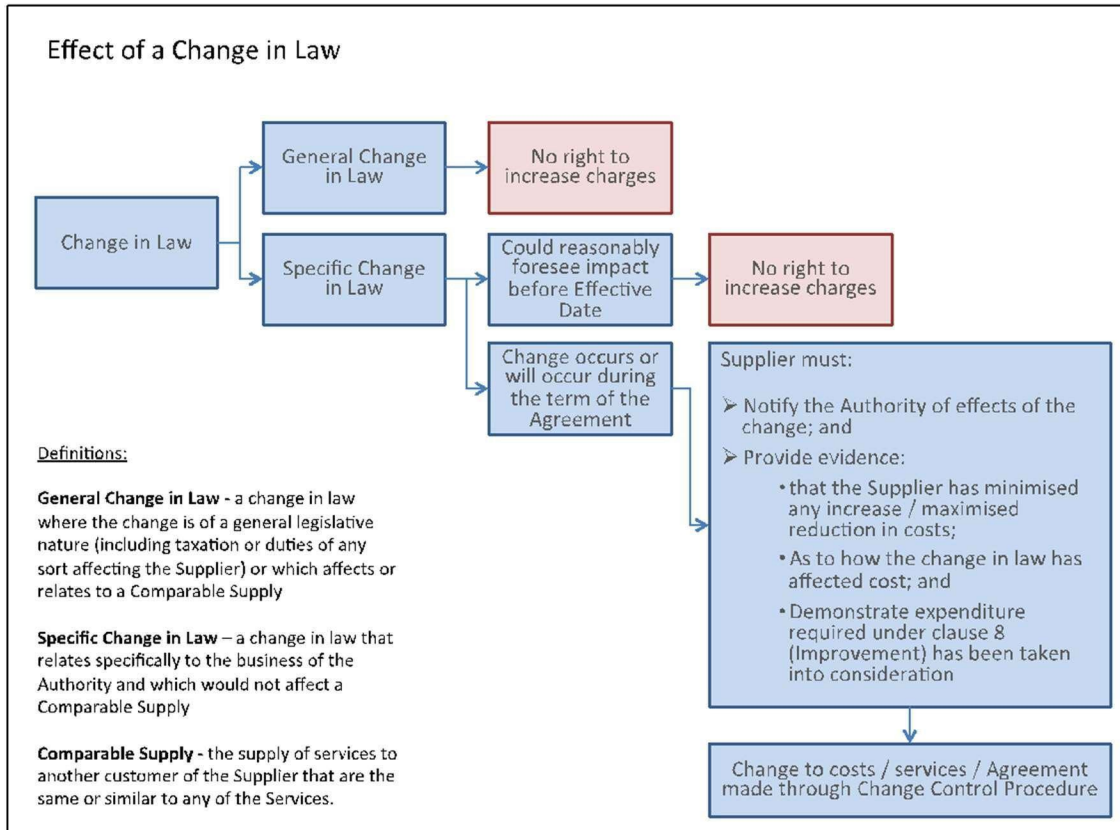 Effect of a Change in Law
General Change
in Law
No right to
increase charges
Change in Law
Specific Change
in Law
Could reasonably
foresee impact
before Effective
Date
No right to
increase charges
Change occurs or
will occur during
the term of the
Agreement
Supplier must:
➢ Notify the Authority of effects of the
change; and
➢ Provide evidence:
• that the Supplier has minimised
any increase / maximised
reduction in costs;
• As to how the change in law has
affected cost; and
• Demonstrate expenditure
required under clause 8
(Improvement) has been taken
into consideration
Change to costs / services / Agreement
made through Change Control Procedure
Definitions:
General Change in Law - a change in law
where the change is of a general legislative
nature (including taxation or duties of any
sort affecting the Supplier) or which affects or
relates to a Comparable Supply
Specific Change in Law – a change in law that
relates specifically to the business of the
Authority and which would not affect a
Comparable Supply
Comparable Supply - the supply of services to
another customer of the Supplier that are the
same or similar to any of the Services.